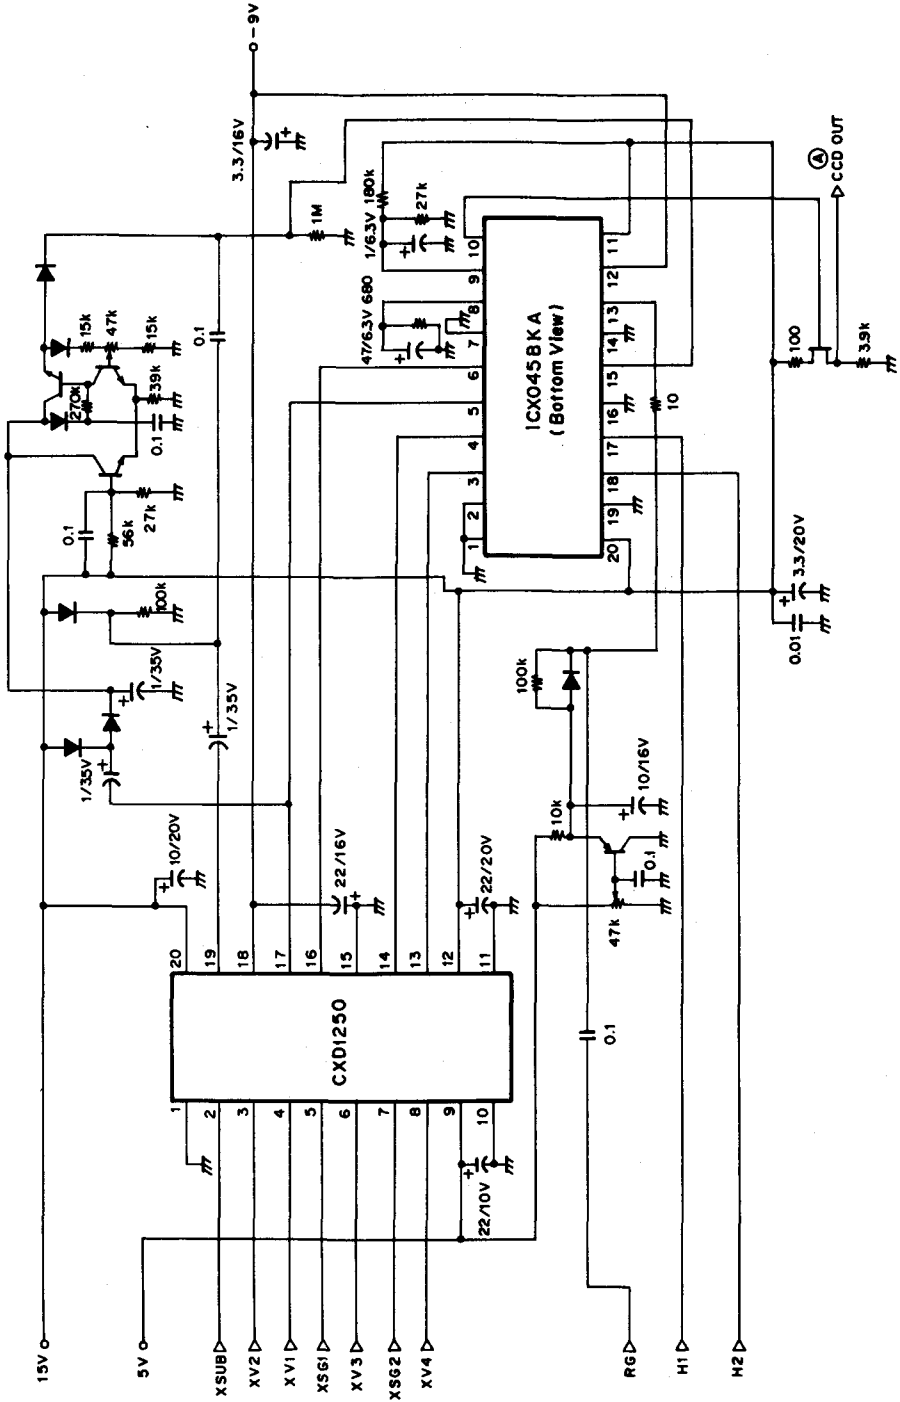 15V
5V
XSUB
XV2
XV1
XSG1
XV3
XSG2
XV4
RG
H1
H2
22/10V
CXD1250
1
2
3
4
5
6
7
8
9
10
20
19
18
17
16
15
14
13
12
11
10/20V
22/16V
22/20V
1/35V
1/35V
1/35V
100k
0.1
56k
27k
0.1
270k
39k
15k
47k
15k
0.1
1M
3.3/16V
-9V
47/6.3V 680
1/6.3V 180k
27k
ICX045BKA
(Bottom View)
1
2
3
4
5
6
7
8
9
10
20
19
18
17
16
15
14
13
12
11
10
0.1
47k
0.1
10k
10/16V
100k
0.01
3.3/20V
100
3.9k
A
CCD OUT